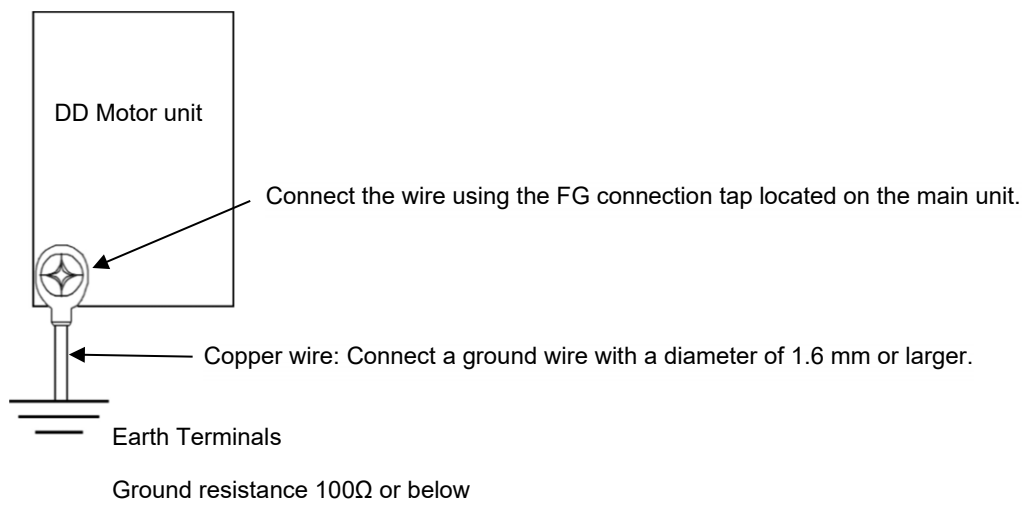 DD Motor unit
Connect the wire using the FG connection tap located on the main unit.
Copper wire: Connect a ground wire with a diameter of 1.6 mm or larger.
Earth Terminals
Ground resistance 100Ω or below